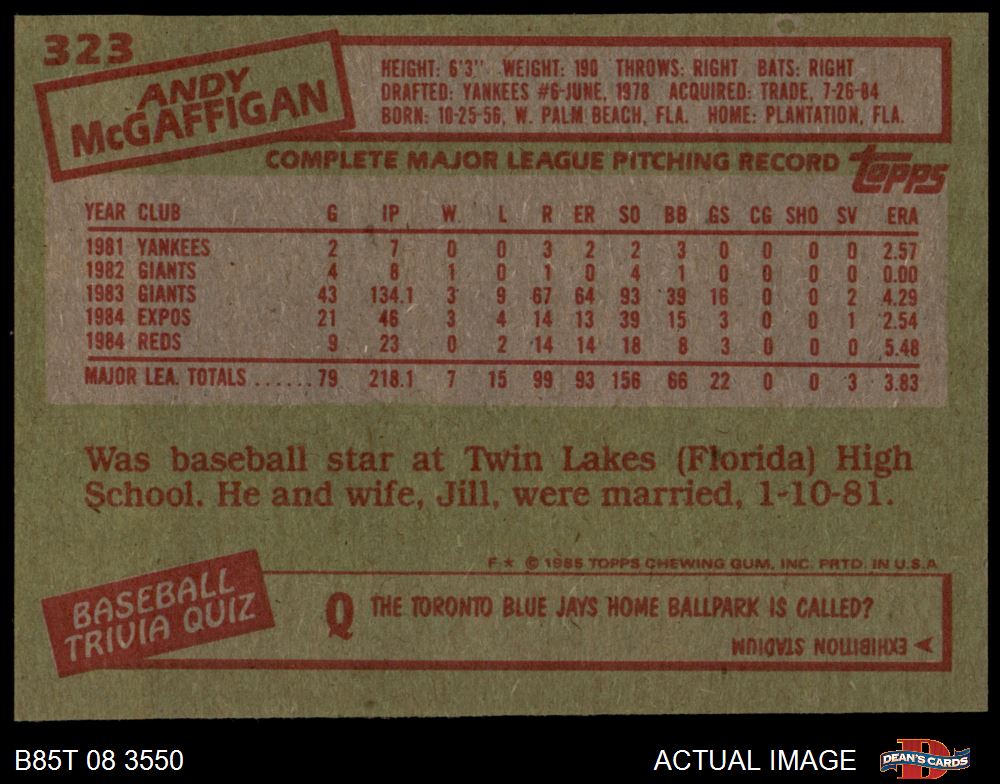 323
ANDY
McGAFFIGAN
HEIGHT: 6'3" WEIGHT: 190 THROWS: RIGHT BATS: RIGHT
DRAFTED: YANKEES #6-JUNE, 1978 ACQUIRED: TRADE, 7-26-84
BORN: 10-25-56, W. PALM BEACH, FLA. HOME: PLANTATION, FLA.
COMPLETE MAJOR LEAGUE PITCHING RECORD topps
YEAR CLUB G IP W L R ER SO BB GS CG SHO SV ERA
1981 YANKEES 2 7 0 0 3 2 2 3 0 0 0 0 2.57
1982 GIANTS 4 8 1 0 1 0 4 1 0 0 0 0 0.00
1983 GIANTS 43 134.1 3 9 67 64 93 39 16 0 0 2 4.29
1984 EXPOS 21 46 3 4 14 13 39 15 3 0 0 1 2.54
1984 REDS 9 23 0 2 14 14 18 8 3 0 0 0 5.48
MAJOR LEA. TOTALS ......79 218.1 7 15 99 93 156 66 22 0 0 3 3.83
Was baseball star at Twin Lakes (Florida) High
School. He and wife, Jill, were married, 1-10-81.
F★ © 1985 TOPPS CHEWING GUM, INC. PRTD. IN U.S.A.
BASEBALL
TRIVIA QUIZ
Q THE TORONTO BLUE JAYS HOME BALLPARK IS CALLED?
EXHIBITION STADIUM
B85T 08 3550
ACTUAL IMAGE
DEAN'S CARDS